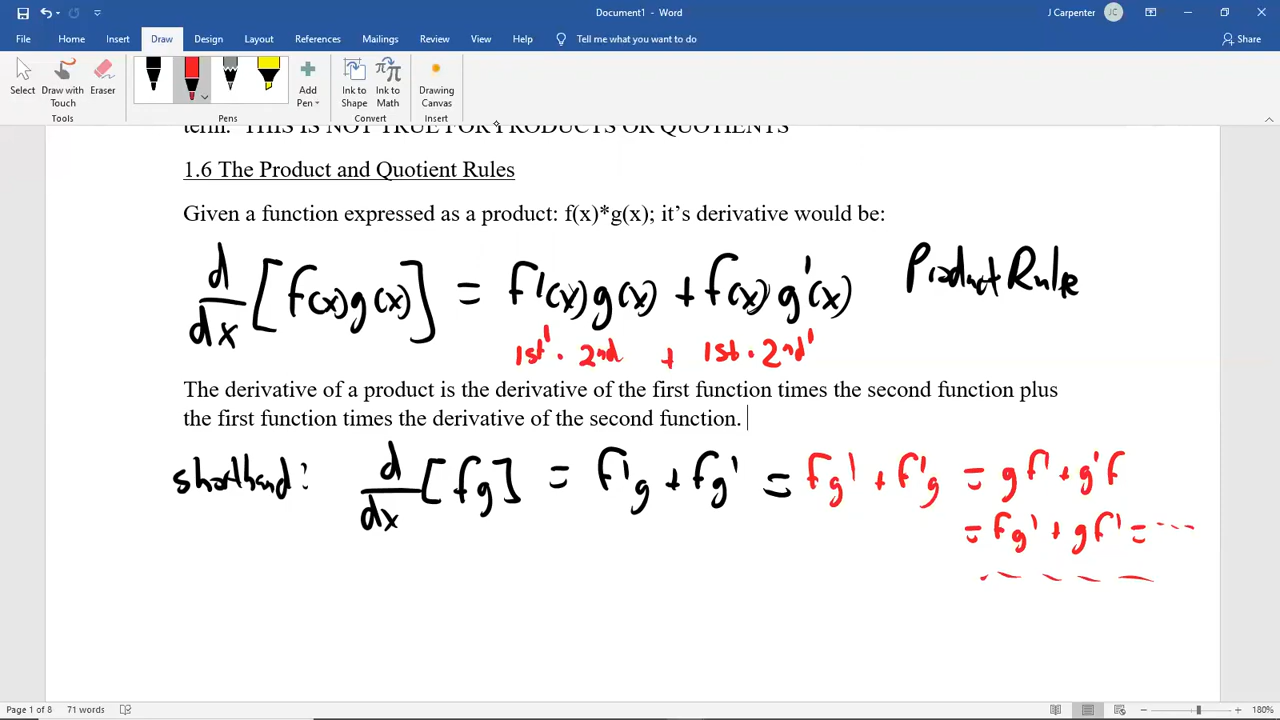 Document1 - Word
J Carpenter JC
File Home Insert Draw Design Layout References Mailings Review View Help Tell me what you want to do Share
Select Draw with Touch Eraser Add Pen Ink to Shape Ink to Math Drawing Canvas
Tools Pens Convert Insert
term. THIS IS NOT TRUE FOR PRODUCTS OR QUOTIENTS
1.6 The Product and Quotient Rules
Given a function expressed as a product: f(x)*g(x); it’s derivative would be:
d/dx [f(x)g(x)] = f'(x)g(x) + f(x)g'(x) Product Rule
1st' · 2nd + 1st · 2nd'
The derivative of a product is the derivative of the first function times the second function plus
the first function times the derivative of the second function.
shorthand: d/dx [fg] = f'g + fg' = fg' + f'g = gf' + g'f
= fg' + gf' = ...
Page 1 of 8 71 words 180%